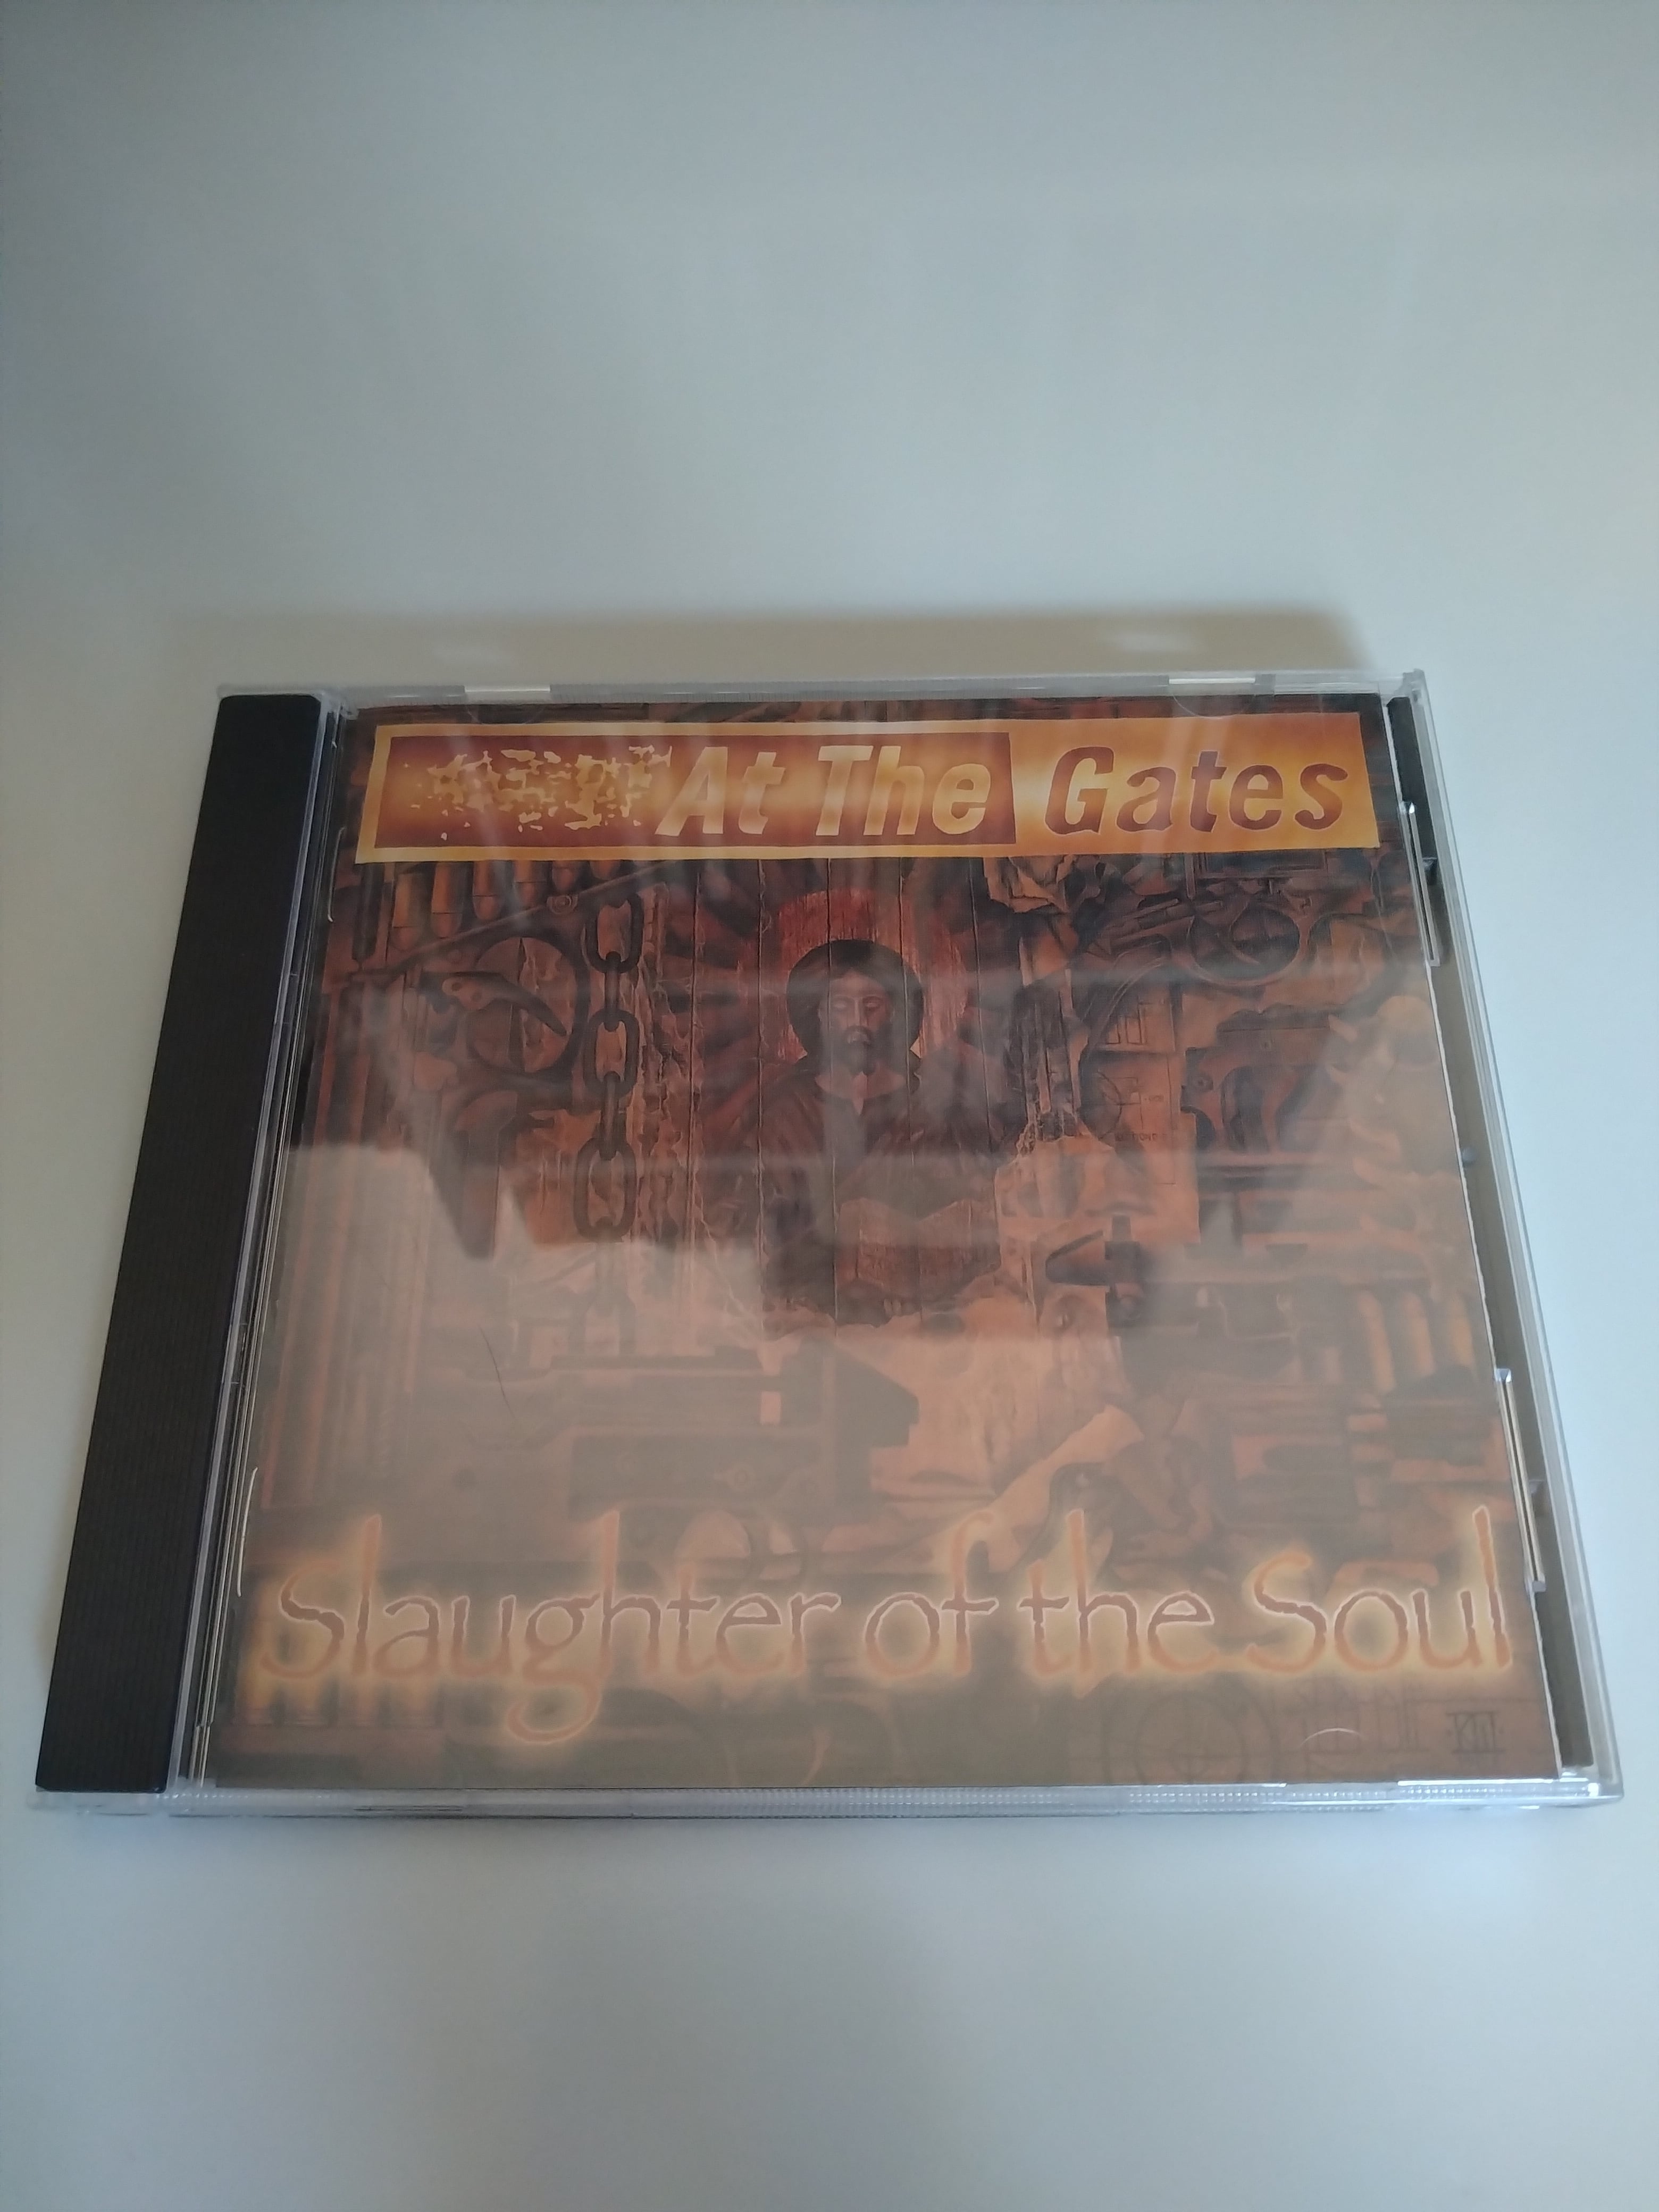 At The Gates
Slaughter of the Soul